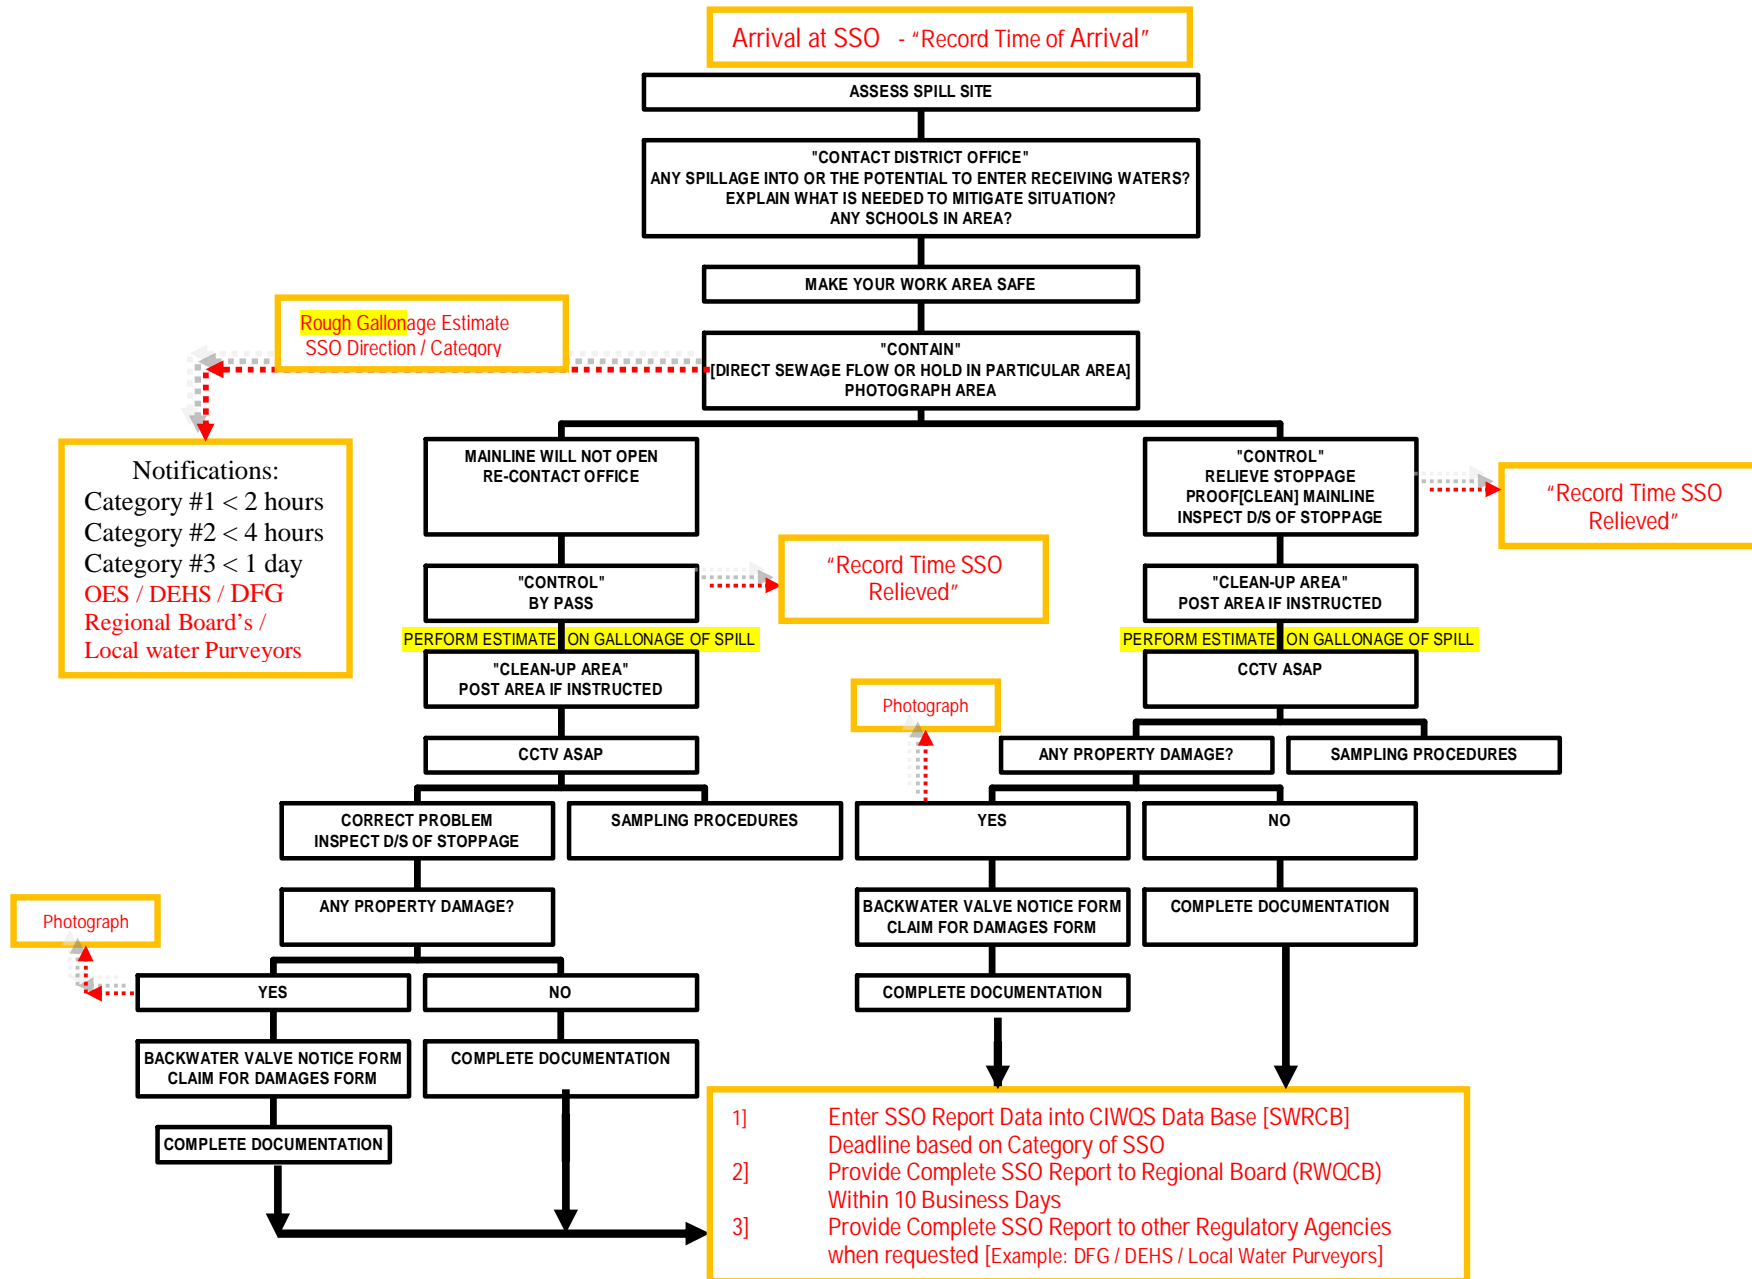 Arrival at SSO - “Record Time of Arrival”
ASSESS SPILL SITE
"CONTACT DISTRICT OFFICE"
ANY SPILLAGE INTO OR THE POTENTIAL TO ENTER RECEIVING WATERS?
EXPLAIN WHAT IS NEEDED TO MITIGATE SITUATION?
ANY SCHOOLS IN AREA?
MAKE YOUR WORK AREA SAFE
Rough Gallonage Estimate
SSO Direction / Category
"CONTAIN"
[DIRECT SEWAGE FLOW OR HOLD IN PARTICULAR AREA]
PHOTOGRAPH AREA
Notifications:
Category #1 < 2 hours
Category #2 < 4 hours
Category #3 < 1 day
OES / DEHS / DFG
Regional Board's /
Local water Purveyors
MAINLINE WILL NOT OPEN
RE-CONTACT OFFICE
"CONTROL"
RELIEVE STOPPAGE
PROOF[CLEAN] MAINLINE
INSPECT D/S OF STOPPAGE
“Record Time SSO
Relieved”
"CONTROL"
BY PASS
“Record Time SSO
Relieved”
"CLEAN-UP AREA"
POST AREA IF INSTRUCTED
PERFORM ESTIMATE ON GALLONAGE OF SPILL
PERFORM ESTIMATE ON GALLONAGE OF SPILL
"CLEAN-UP AREA"
POST AREA IF INSTRUCTED
CCTV ASAP
Photograph
CCTV ASAP
ANY PROPERTY DAMAGE?
SAMPLING PROCEDURES
CORRECT PROBLEM
INSPECT D/S OF STOPPAGE
SAMPLING PROCEDURES
YES
NO
Photograph
ANY PROPERTY DAMAGE?
BACKWATER VALVE NOTICE FORM
CLAIM FOR DAMAGES FORM
COMPLETE DOCUMENTATION
YES
NO
COMPLETE DOCUMENTATION
BACKWATER VALVE NOTICE FORM
CLAIM FOR DAMAGES FORM
COMPLETE DOCUMENTATION
COMPLETE DOCUMENTATION
1] Enter SSO Report Data into CIWQS Data Base [SWRCB]
Deadline based on Category of SSO
2] Provide Complete SSO Report to Regional Board (RWQCB)
Within 10 Business Days
3] Provide Complete SSO Report to other Regulatory Agencies
when requested [Example: DFG / DEHS / Local Water Purveyors]